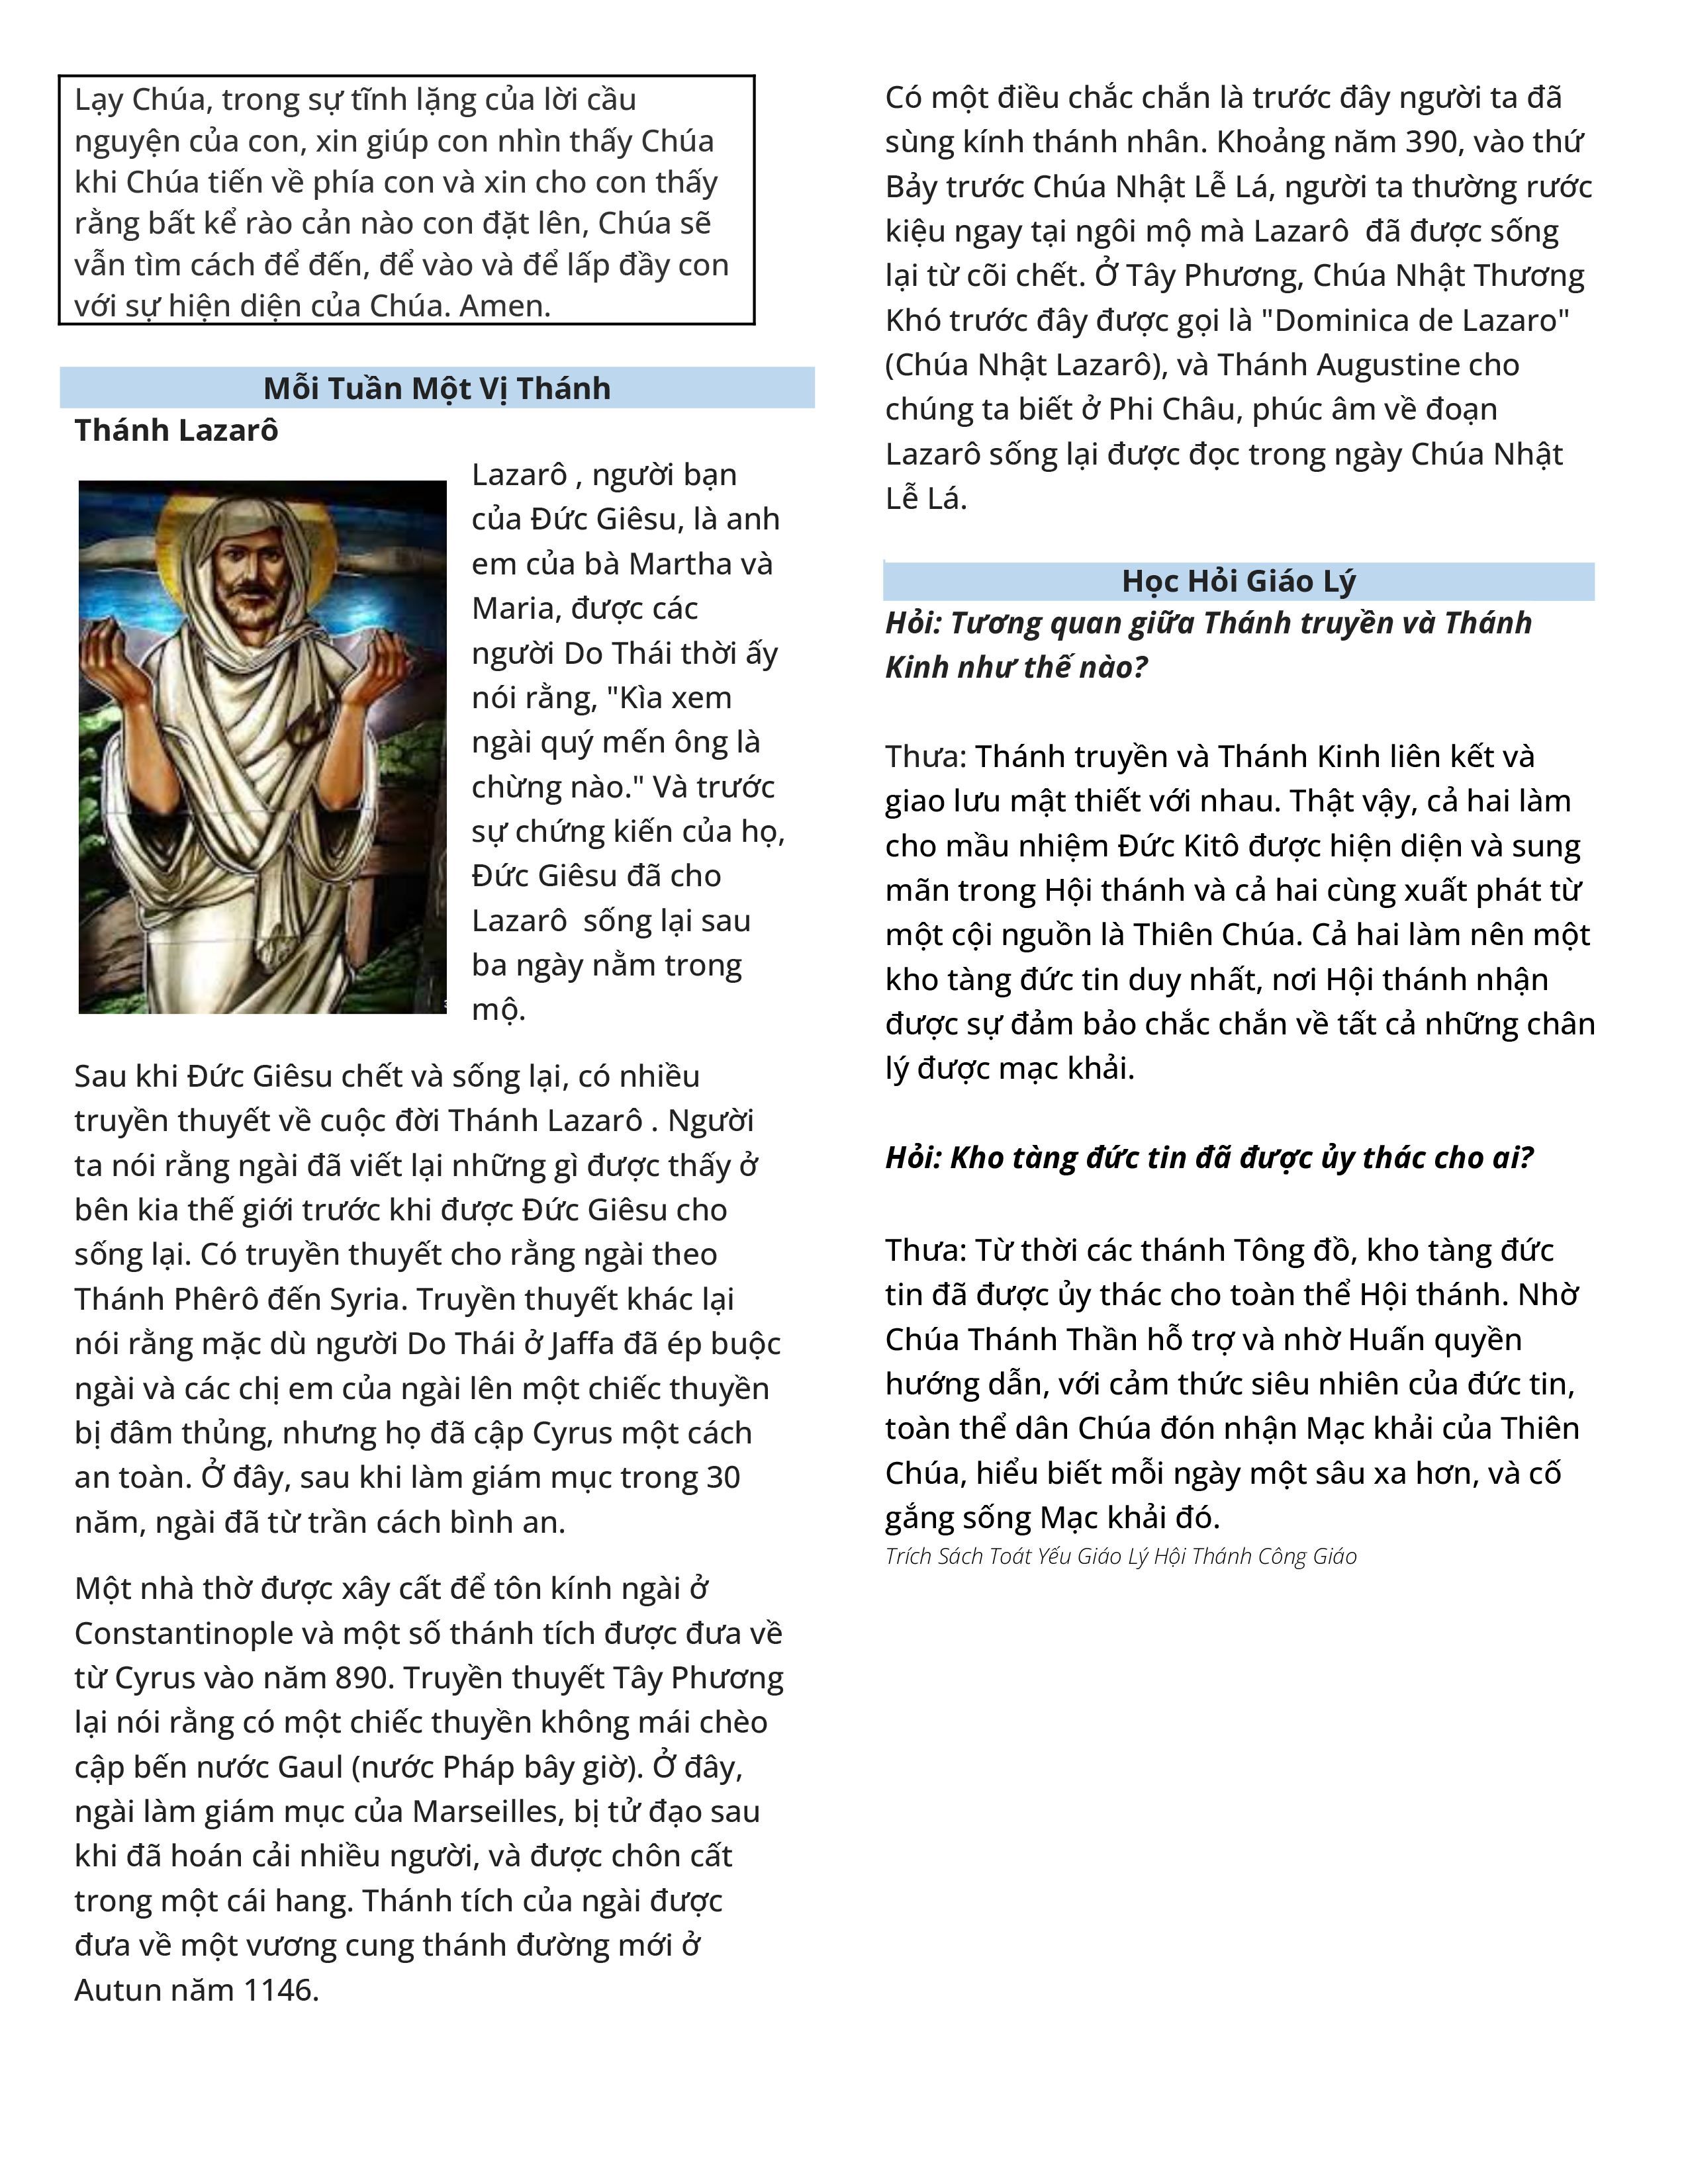 Lạy Chúa, trong sự tĩnh lặng của lời cầu
nguyện của con, xin giúp con nhìn thấy Chúa
khi Chúa tiến về phía con và xin cho con thấy
rằng bất kể rào cản nào con đặt lên, Chúa sẽ
vẫn tìm cách để đến, để vào và để lấp đầy con
với sự hiện diện của Chúa. Amen.
Mỗi Tuần Một Vị Thánh
Thánh Lazarô
Lazarô , người bạn
của Đức Giêsu, là anh
em của bà Martha và
Maria, được các
người Do Thái thời ấy
nói rằng, "Kìa xem
ngài quý mến ông là
chừng nào." Và trước
sự chứng kiến của họ,
Đức Giêsu đã cho
Lazarô  sống lại sau
ba ngày nằm trong
mộ.
Sau khi Đức Giêsu chết và sống lại, có nhiều
truyền thuyết về cuộc đời Thánh Lazarô . Người
ta nói rằng ngài đã viết lại những gì được thấy ở
bên kia thế giới trước khi được Đức Giêsu cho
sống lại. Có truyền thuyết cho rằng ngài theo
Thánh Phêrô đến Syria. Truyền thuyết khác lại
nói rằng mặc dù người Do Thái ở Jaffa đã ép buộc
ngài và các chị em của ngài lên một chiếc thuyền
bị đâm thủng, nhưng họ đã cập Cyrus một cách
an toàn. Ở đây, sau khi làm giám mục trong 30
năm, ngài đã từ trần cách bình an.
Một nhà thờ được xây cất để tôn kính ngài ở
Constantinople và một số thánh tích được đưa về
từ Cyrus vào năm 890. Truyền thuyết Tây Phương
lại nói rằng có một chiếc thuyền không mái chèo
cập bến nước Gaul (nước Pháp bây giờ). Ở đây,
ngài làm giám mục của Marseilles, bị tử đạo sau
khi đã hoán cải nhiều người, và được chôn cất
trong một cái hang. Thánh tích của ngài được
đưa về một vương cung thánh đường mới ở
Autun năm 1146.
Có một điều chắc chắn là trước đây người ta đã
sùng kính thánh nhân. Khoảng năm 390, vào thứ
Bảy trước Chúa Nhật Lễ Lá, người ta thường rước
kiệu ngay tại ngôi mộ mà Lazarô  đã được sống
lại từ cõi chết. Ở Tây Phương, Chúa Nhật Thương
Khó trước đây được gọi là "Dominica de Lazaro"
(Chúa Nhật Lazarô), và Thánh Augustine cho
chúng ta biết ở Phi Châu, phúc âm về đoạn
Lazarô sống lại được đọc trong ngày Chúa Nhật
Lễ Lá.
Học Hỏi Giáo Lý
Hỏi: Tương quan giữa Thánh truyền và Thánh
Kinh như thế nào?
Thưa: Thánh truyền và Thánh Kinh liên kết và
giao lưu mật thiết với nhau. Thật vậy, cả hai làm
cho mầu nhiệm Đức Kitô được hiện diện và sung
mãn trong Hội thánh và cả hai cùng xuất phát từ
một cội nguồn là Thiên Chúa. Cả hai làm nên một
kho tàng đức tin duy nhất, nơi Hội thánh nhận
được sự đảm bảo chắc chắn về tất cả những chân
lý được mạc khải.
Hỏi: Kho tàng đức tin đã được ủy thác cho ai?
Thưa: Từ thời các thánh Tông đồ, kho tàng đức
tin đã được ủy thác cho toàn thể Hội thánh. Nhờ
Chúa Thánh Thần hỗ trợ và nhờ Huấn quyền
hướng dẫn, với cảm thức siêu nhiên của đức tin,
toàn thể dân Chúa đón nhận Mạc khải của Thiên
Chúa, hiểu biết mỗi ngày một sâu xa hơn, và cố
gắng sống Mạc khải đó.
Trích Sách Toát Yếu Giáo Lý Hội Thánh Công Giáo